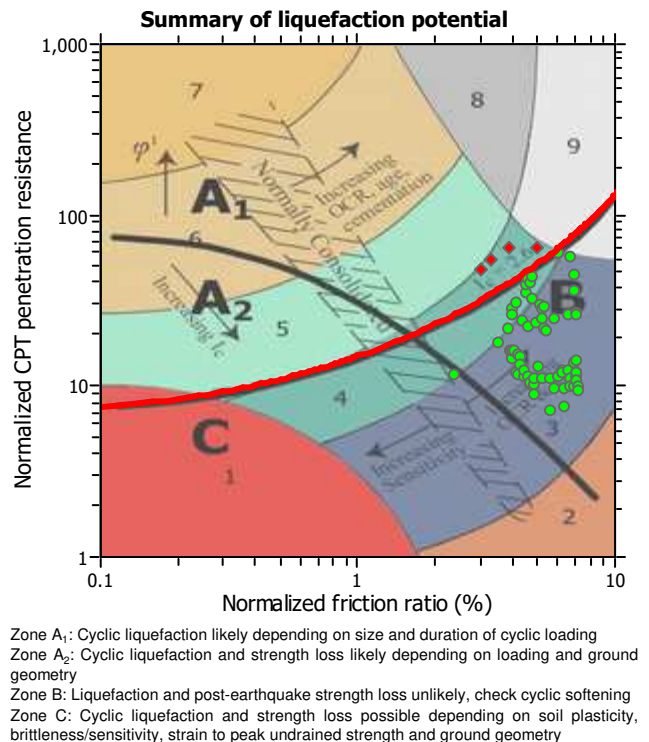 Summary of liquefaction potential
Normalized CPT penetration resistance
1,000
100
10
1
0.1
1
10
Normalized friction ratio (%)
7
8
9
φ'
A1
Normally Consolidated
Increasing
OCR, age,
cementation
6
A2
Increasing Ic
5
B
4
C
1
Increasing
Sensitivity
3
2
Zone A1: Cyclic liquefaction likely depending on size and duration of cyclic loading
Zone A2: Cyclic liquefaction and strength loss likely depending on loading and ground
geometry
Zone B: Liquefaction and post-earthquake strength loss unlikely, check cyclic softening
Zone C: Cyclic liquefaction and strength loss possible depending on soil plasticity,
brittleness/sensitivity, strain to peak undrained strength and ground geometry